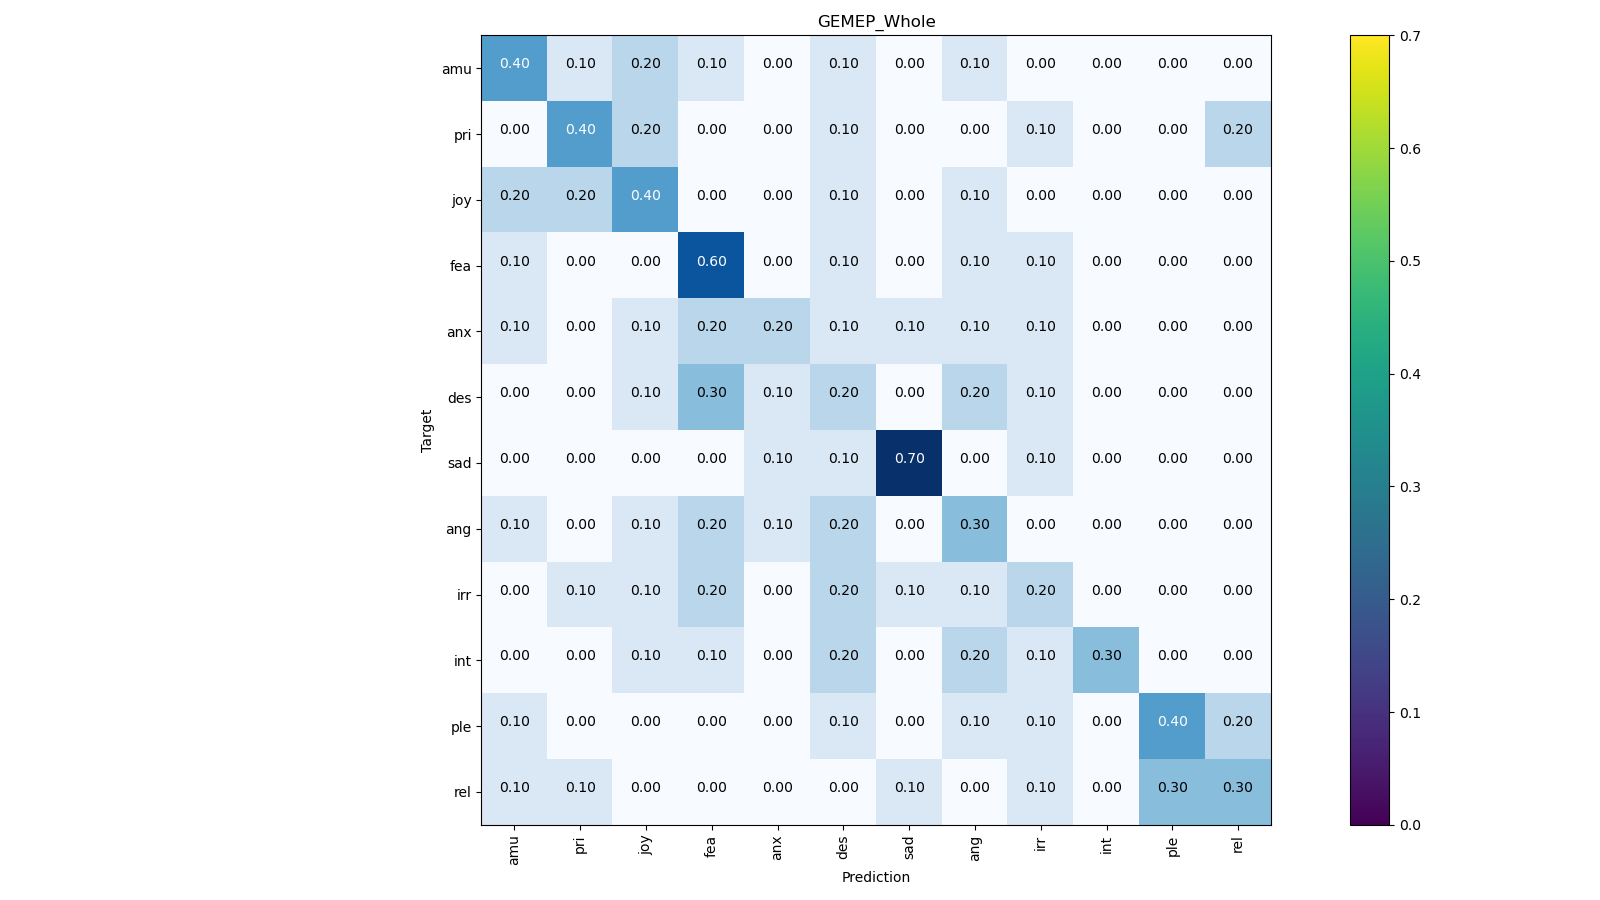 GEMEP_Whole
amu 0.40 0.10 0.20 0.10 0.00 0.10 0.00 0.10 0.00 0.00 0.00 0.00
pri 0.00 0.40 0.20 0.00 0.00 0.10 0.00 0.00 0.10 0.00 0.00 0.20
joy 0.20 0.20 0.40 0.00 0.00 0.10 0.00 0.10 0.00 0.00 0.00 0.00
fea 0.10 0.00 0.00 0.60 0.00 0.10 0.00 0.10 0.10 0.00 0.00 0.00
anx 0.10 0.00 0.10 0.20 0.20 0.10 0.10 0.10 0.10 0.00 0.00 0.00
des 0.00 0.00 0.10 0.30 0.10 0.20 0.00 0.20 0.10 0.00 0.00 0.00
sad 0.00 0.00 0.00 0.00 0.10 0.10 0.70 0.00 0.10 0.00 0.00 0.00
ang 0.10 0.00 0.10 0.20 0.10 0.20 0.00 0.30 0.00 0.00 0.00 0.00
irr 0.00 0.10 0.10 0.20 0.00 0.20 0.10 0.10 0.20 0.00 0.00 0.00
int 0.00 0.00 0.10 0.10 0.00 0.20 0.00 0.20 0.10 0.30 0.00 0.00
ple 0.10 0.00 0.00 0.00 0.00 0.10 0.00 0.10 0.10 0.00 0.40 0.20
rel 0.10 0.10 0.00 0.00 0.00 0.00 0.10 0.00 0.10 0.00 0.30 0.30
amu pri joy fea anx des sad ang irr int ple rel
Prediction
Target
0.7
0.6
0.5
0.4
0.3
0.2
0.1
0.0